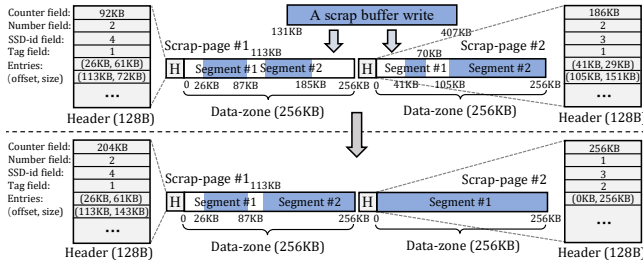 A scrap buffer write
131KB 407KB
Counter field: 92KB
Number field: 2
SSD-id field: 4
Tag field: 1
Entries: (26KB, 61KB)
(offset, size) (113KB, 72KB)
...
Header (128B)
Scrap-page #1
113KB
H Segment #1 Segment #2
0 26KB 87KB 185KB 256KB
Data-zone (256KB)
Scrap-page #2
70KB
H Segment #1 Segment #2
0 41KB 105KB 256KB
Data-zone (256KB)
186KB
2
3
1
(41KB, 29KB)
(105KB, 151KB)
...
Header (128B)
Counter field: 204KB
Number field: 2
SSD-id field: 4
Tag field: 1
Entries: (26KB, 61KB)
(offset, size) (113KB, 143KB)
...
Header (128B)
Scrap-page #1
113KB
H Segment #1 Segment #2
0 26KB 87KB 256KB
Data-zone (256KB)
Scrap-page #2
H Segment #1
0 256KB
Data-zone (256KB)
256KB
1
3
2
(0KB, 256KB)
...
Header (128B)